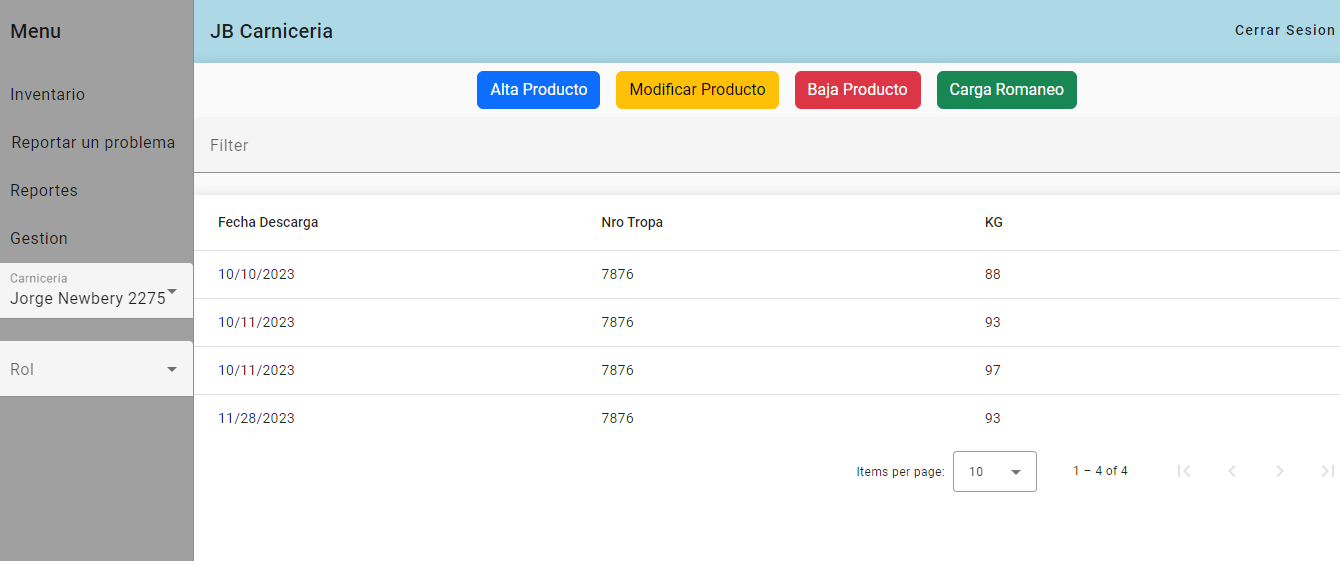 Menu
JB Carniceria
Cerrar Sesion
Inventario
Reportar un problema
Reportes
Gestion
Carniceria
Jorge Newbery 2275
Rol
Alta Producto
Modificar Producto
Baja Producto
Carga Romaneo
Filter
Fecha Descarga Nro Tropa KG
10/10/2023 7876 88
10/11/2023 7876 93
10/11/2023 7876 97
11/28/2023 7876 93
Items per page: 10 1 – 4 of 4